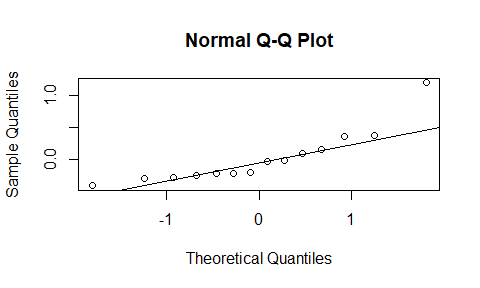 Normal Q-Q Plot
Sample Quantiles
1.0
0.0
-1 0 1
Theoretical Quantiles